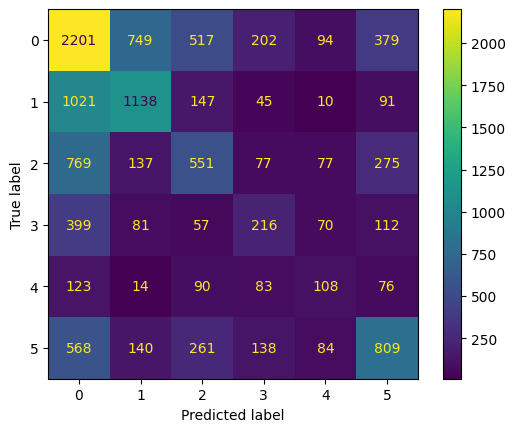 0 2201 749 517 202 94 379
1 1021 1138 147 45 10 91
2 769 137 551 77 77 275
3 399 81 57 216 70 112
4 123 14 90 83 108 76
5 568 140 261 138 84 809
0 1 2 3 4 5
Predicted label
True label
2000
1750
1500
1250
1000
750
500
250